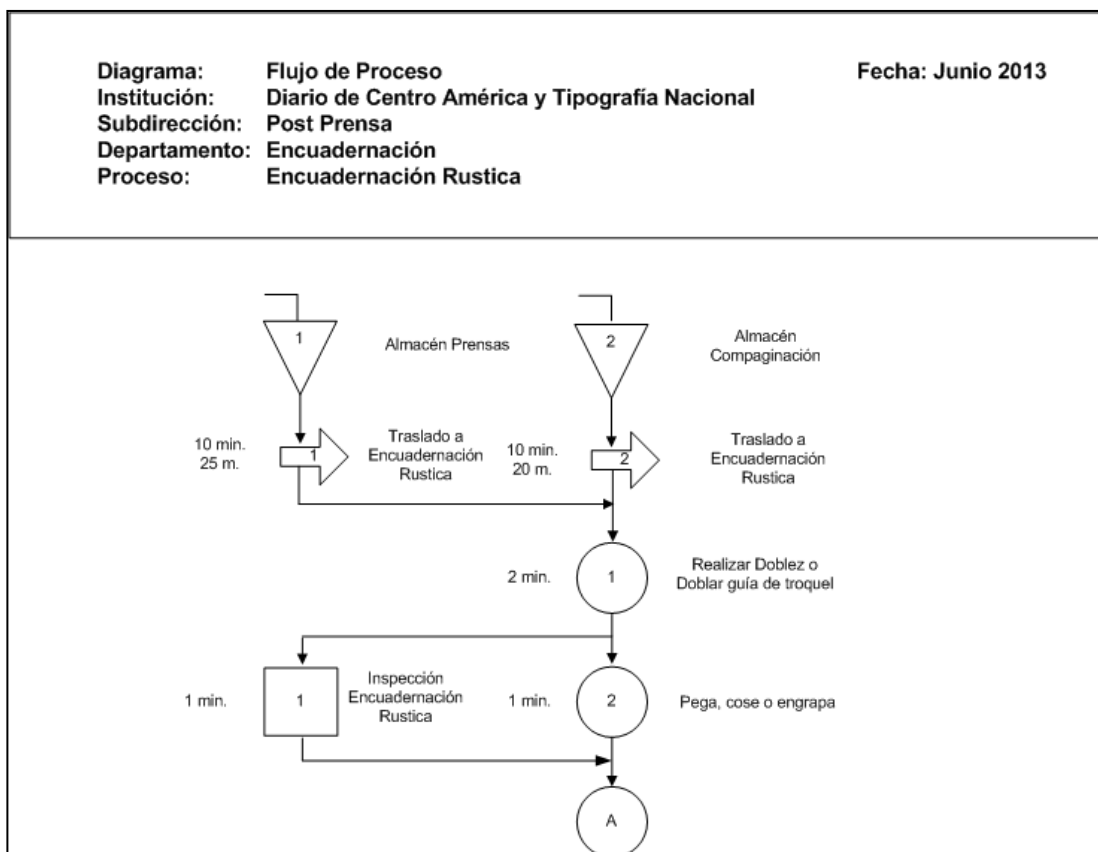 Diagrama: Flujo de Proceso Fecha: Junio 2013
Institución: Diario de Centro América y Tipografía Nacional
Subdirección: Post Prensa
Departamento: Encuadernación
Proceso: Encuadernación Rustica
1
Almacén Prensas
2
Almacén
Compaginación
10 min.
25 m.
1
Traslado a
Encuadernación
Rustica
10 min.
20 m.
2
Traslado a
Encuadernación
Rustica
2 min.
1
Realizar Doblez o
Doblar guía de troquel
1 min.
1
Inspección
Encuadernación
Rustica
1 min.
2
Pega, cose o engrapa
A